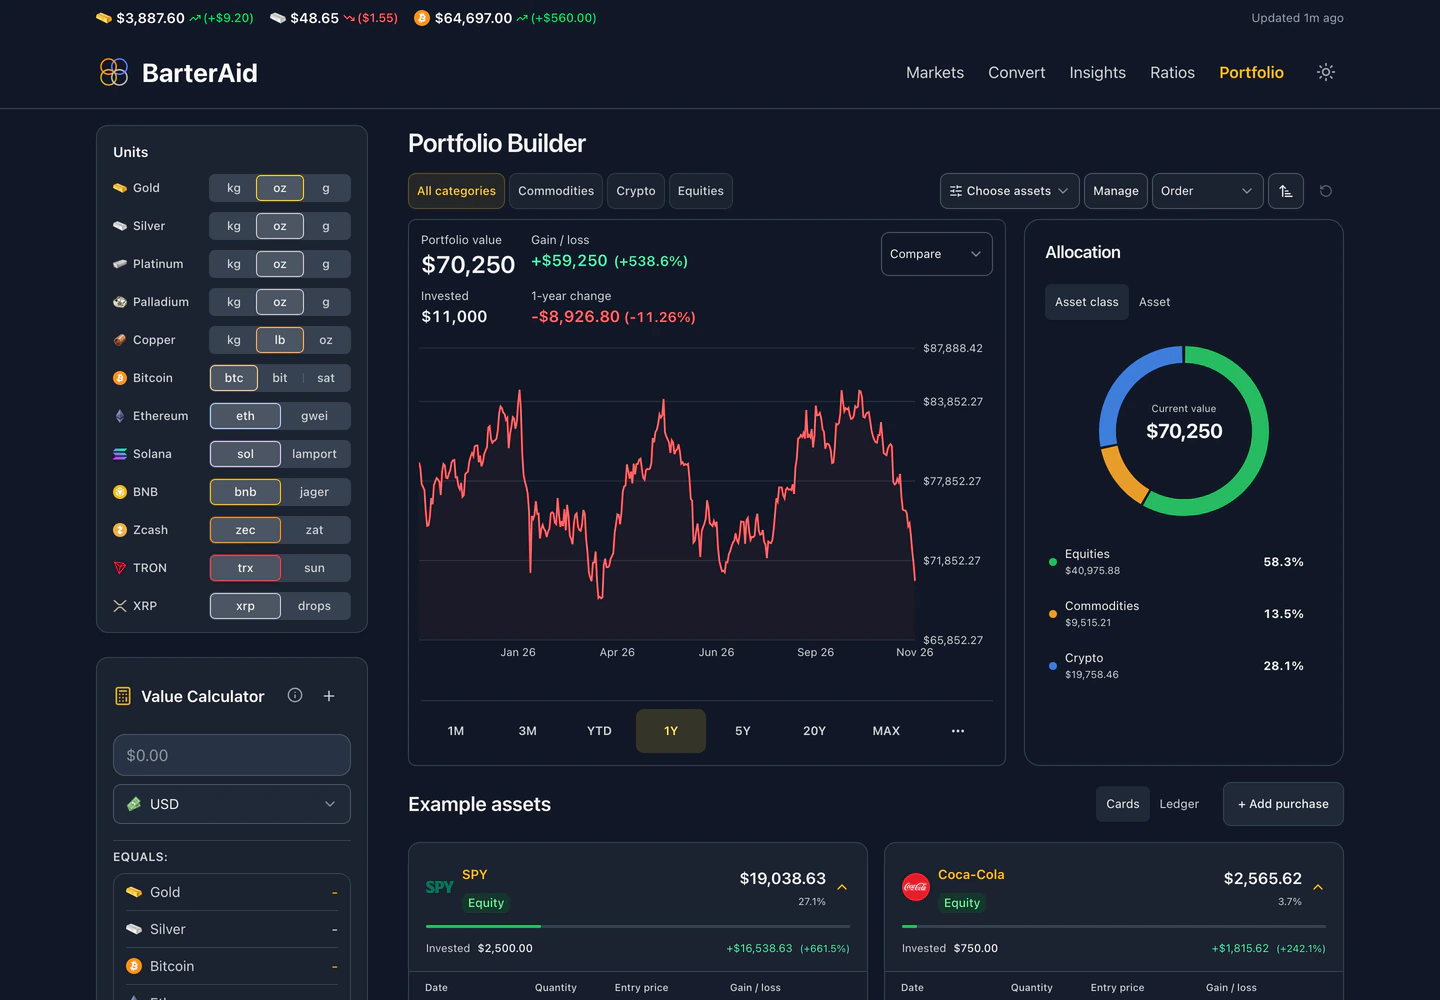 $3,887.60 (+$9.20) $48.65 ($1.55) $64,697.00 (+$560.00) Updated 1m ago
BarterAid
Markets Convert Insights Ratios Portfolio
Units
Gold kg oz g
Silver kg oz g
Platinum kg oz g
Palladium kg oz g
Copper kg lb oz
Bitcoin btc bit sat
Ethereum eth gwei
Solana sol lamport
BNB bnb jager
Zcash zec zat
TRON trx sun
XRP xrp drops
Value Calculator
$0.00
USD
EQUALS:
Gold -
Silver -
Bitcoin -
Portfolio Builder
All categories Commodities Crypto Equities
Choose assets Manage Order
Portfolio value Gain / loss
$70,250 +$59,250 (+538.6%)
Compare
Invested 1-year change
$11,000 -$8,926.80 (-11.26%)
$87,888.42
$83,852.27
$77,852.27
$71,852.27
$65,852.27
Jan 26 Apr 26 Jun 26 Sep 26 Nov 26
1M 3M YTD 1Y 5Y 20Y MAX ...
Allocation
Asset class Asset
Current value
$70,250
Equities 58.3%
$40,975.88
Commodities 13.5%
$9,515.21
Crypto 28.1%
$19,758.46
Example assets
Cards Ledger + Add purchase
SPY SPY $19,038.63
Equity 27.1%
Invested $2,500.00 +$16,538.63 (+661.5%)
Date Quantity Entry price Gain / loss
Coca-Cola Coca-Cola $2,565.62
Equity 3.7%
Invested $750.00 +$1,815.62 (+242.1%)
Date Quantity Entry price Gain / loss